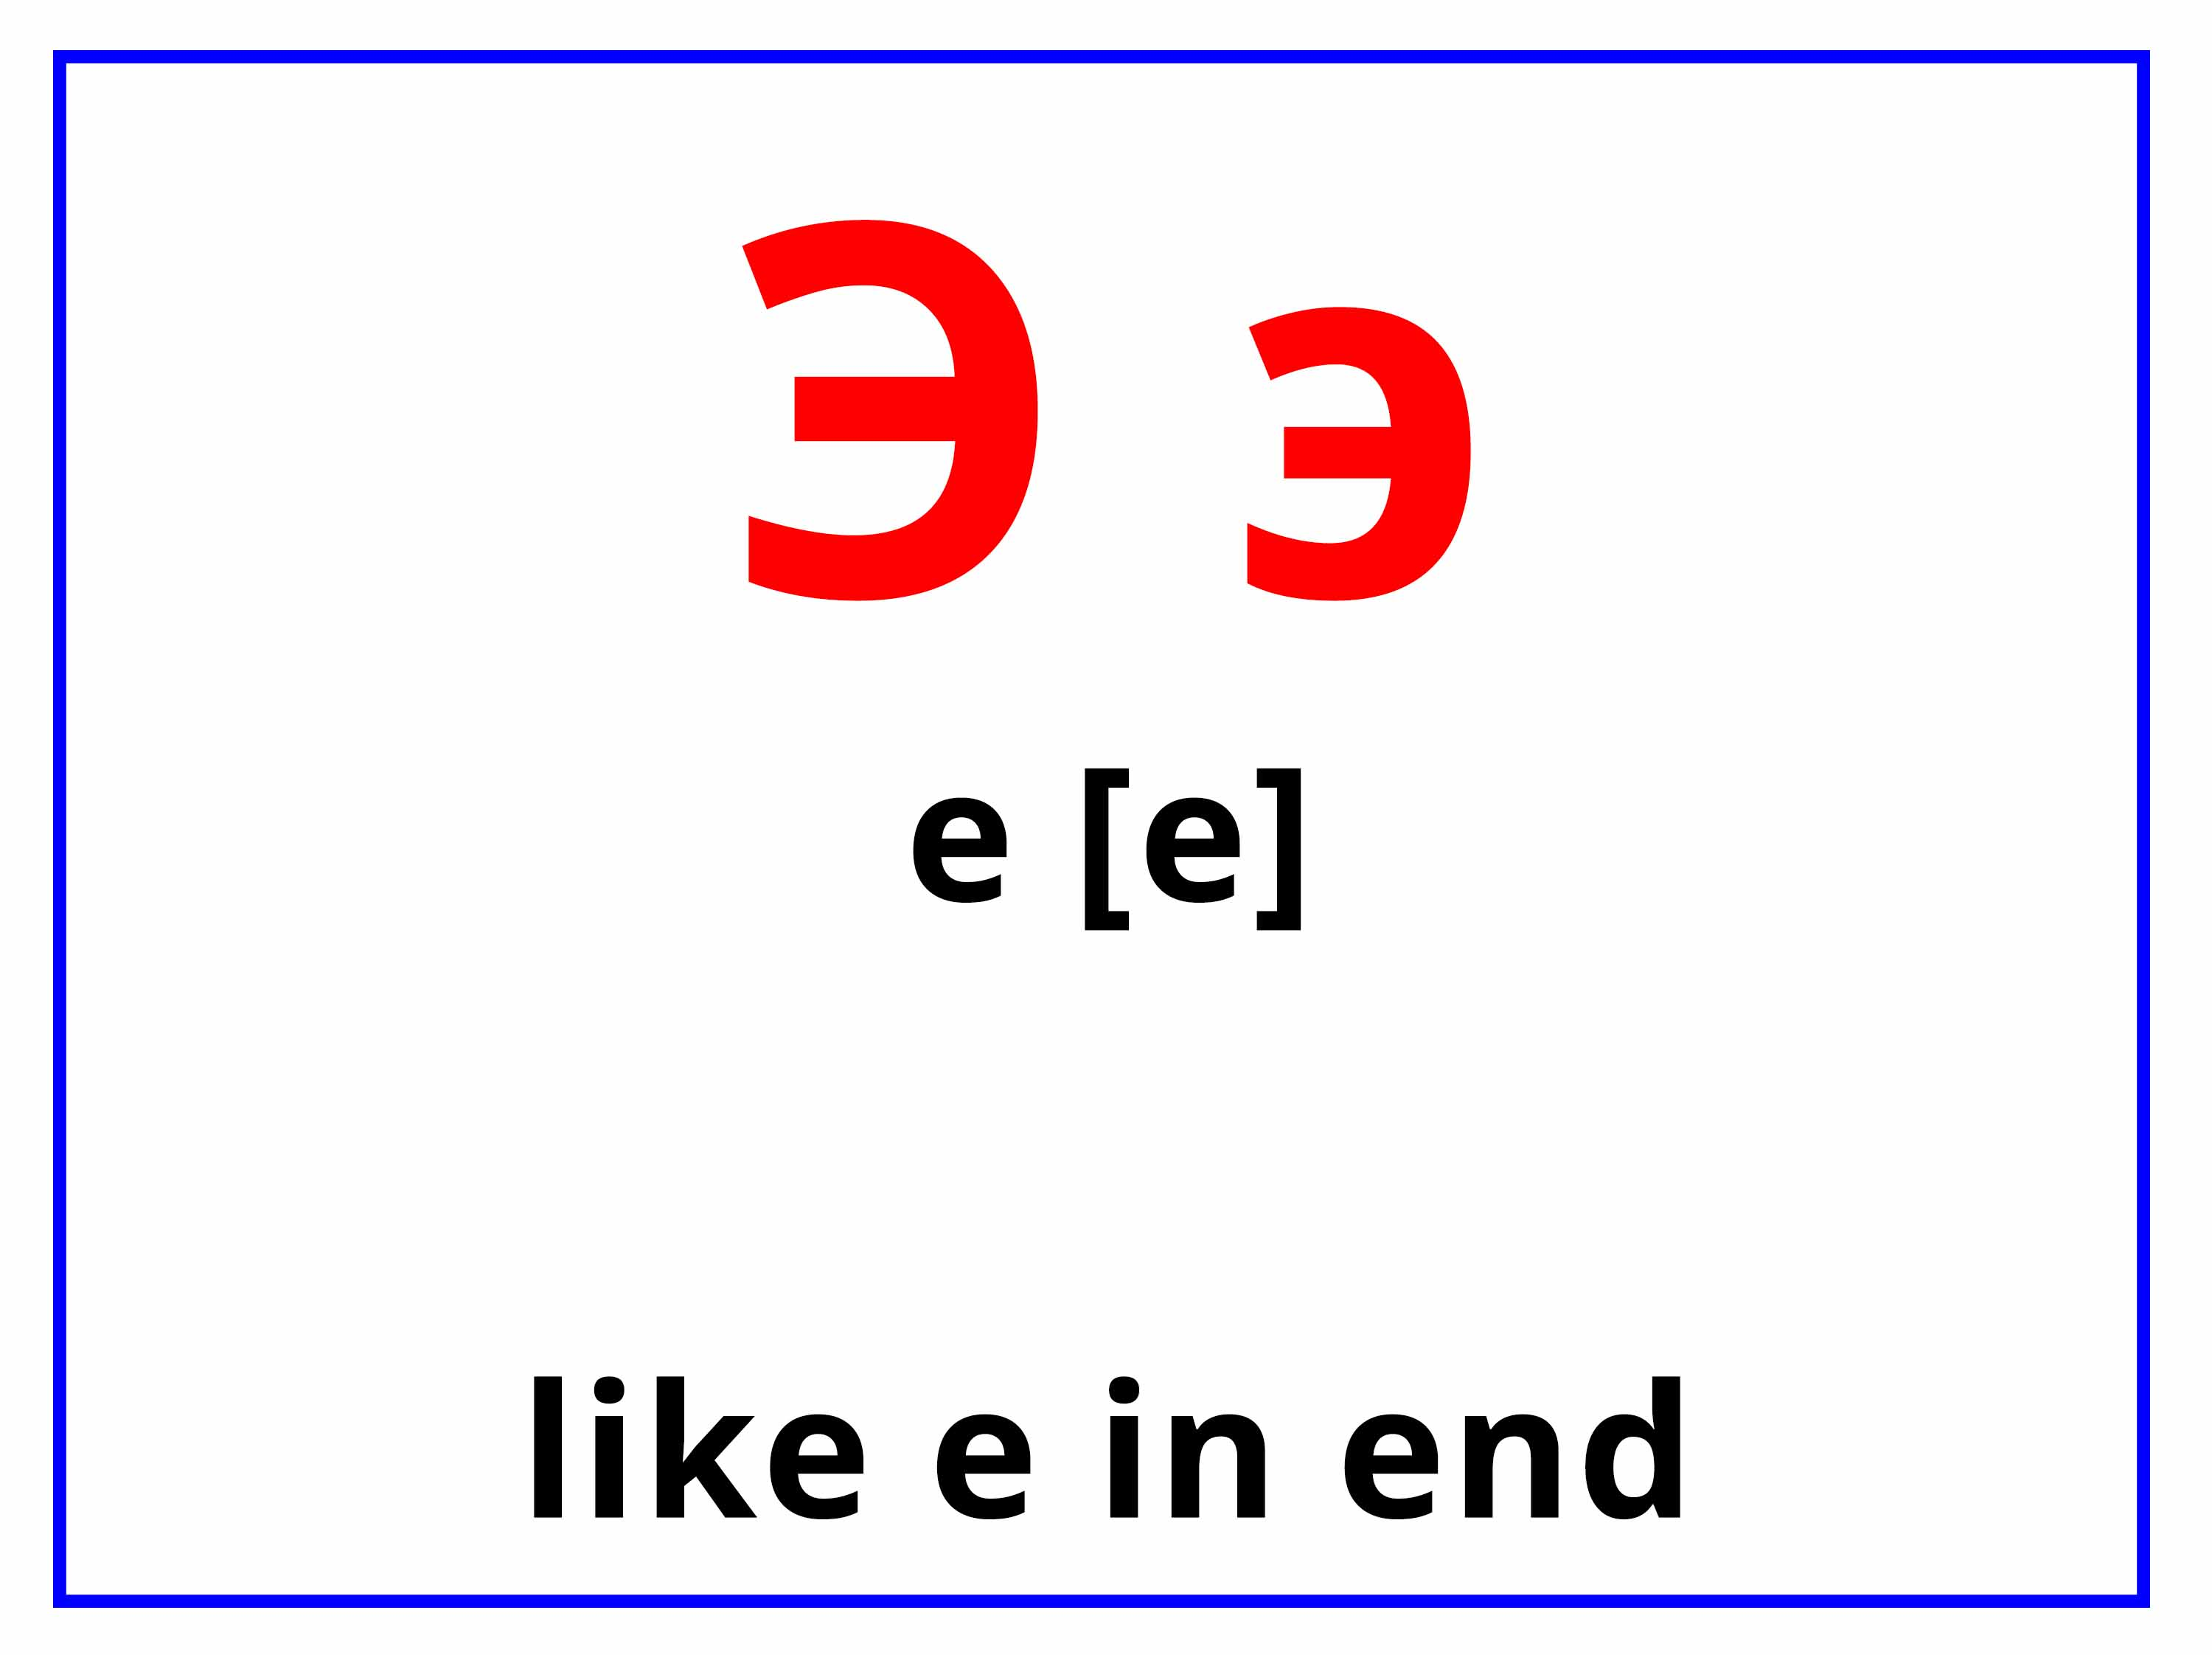 Э э
e [e]
like e in end